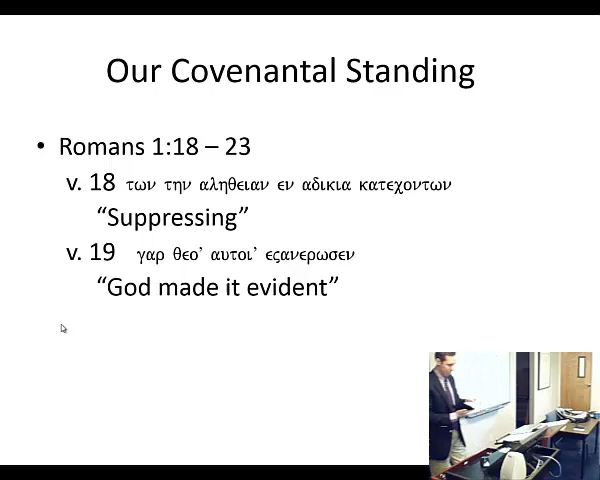 Our Covenantal Standing
• Romans 1:18 – 23
v. 18 των την αληθειαν εν αδικια κατεχοντων
“Suppressing”
v. 19 γαρ θεο’ αυτοι’ εςανερωσεν
“God made it evident”